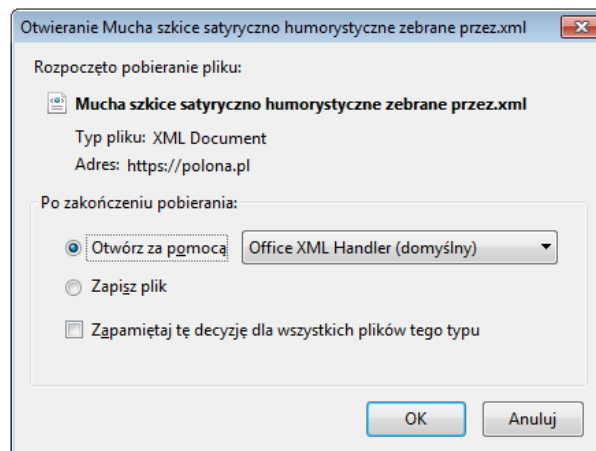 Otwieranie Mucha szkice satyryczno humorystyczne zebrane przez.xml
Rozpoczęto pobieranie pliku:
Mucha szkice satyryczno humorystyczne zebrane przez.xml
Typ pliku: XML Document
Adres: https://polona.pl
Po zakończeniu pobierania:
Otwórz za pomocą Office XML Handler (domyślny)
Zapisz plik
Zapamiętaj tę decyzję dla wszystkich plików tego typu
OK Anuluj